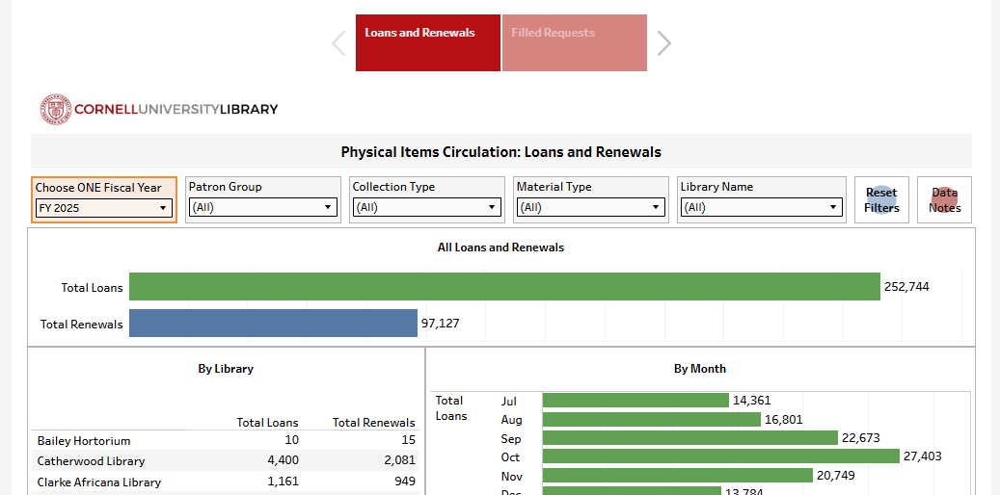 Loans and Renewals
Filled Requests
CORNELLUNIVERSITYLIBRARY
Physical Items Circulation: Loans and Renewals
Choose ONE Fiscal Year
FY 2025
Patron Group
(All)
Collection Type
(All)
Material Type
(All)
Library Name
(All)
Reset
Filters
Data
Notes
All Loans and Renewals
Total Loans 252,744
Total Renewals 97,127
By Library
Total Loans Total Renewals
Bailey Hortorium 10 15
Catherwood Library 4,400 2,081
Clarke Africana Library 1,161 949
By Month
Total
Loans
Jul 14,361
Aug 16,801
Sep 22,673
Oct 27,403
Nov 20,749
Dec 13,784